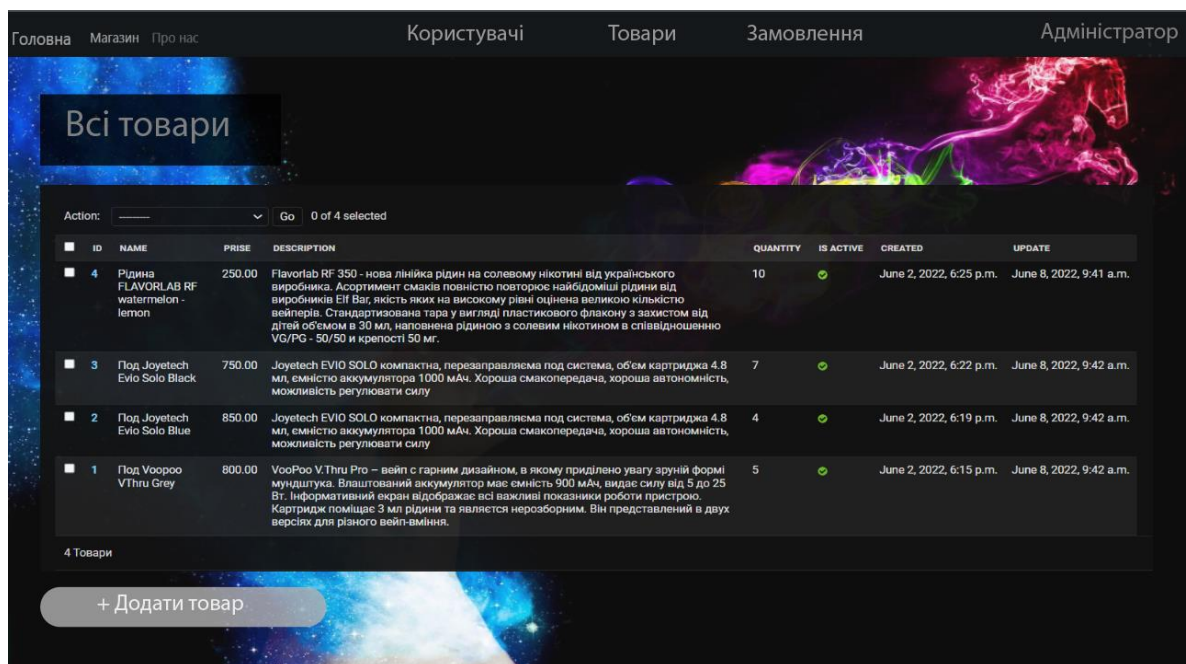 Головна Магазин Про нас Користувачі Товари Замовлення Адміністратор
Всі товари
Action: --------- Go 0 of 4 selected
ID NAME PRISE DESCRIPTION QUANTITY IS ACTIVE CREATED UPDATE
4 Рідина 250.00 Flavorlab RF 350 - нова лінійка рідин на солевому нікотині від українського 10 June 2, 2022, 6:25 p.m. June 8, 2022, 9:41 a.m.
FLAVORLAB RF виробника. Асортимент смаків повністю повторює найбідоміші рідини від
watermelon - виробників Elf Bar, якість яких на високому рівні оцінена великою кількістю
lemon вейперів. Стандартизована тара у вигляді пластикового флакону з захистом від
дітей об'ємом в 30 мл, наповнена рідиною з солевим нікотином в співвідношенню
VG/PG - 50/50 и крепості 50 мг.
3 Под Joyetech 750.00 Joyetech EVIO SOLO компактна, перезаправляєма под система, об'єм картриджа 4.8 7 June 2, 2022, 6:22 p.m. June 8, 2022, 9:42 a.m.
Evio Solo Black мл, ємністю аккумулятора 1000 мАч. Хороша смакопередача, хороша автономність,
можливість регулювати силу
2 Под Joyetech 850.00 Joyetech EVIO SOLO компактна, перезаправляєма под система, об'єм картриджа 4.8 4 June 2, 2022, 6:19 p.m. June 8, 2022, 9:42 a.m.
Evio Solo Blue мл, ємністю аккумулятора 1000 мАч. Хороша смакопередача, хороша автономність,
можливість регулювати силу
1 Под Voopoo 800.00 VooPoo V.Thru Pro – вейп с гарним дизайном, в якому приділено увагу зруній формі 5 June 2, 2022, 6:15 p.m. June 8, 2022, 9:42 a.m.
VThru Grey мундштука. Влаштований аккумулятор має ємність 900 мАч, видає силу від 5 до 25
Вт. Інформативний екран відображає всі важливі показники роботи пристрою.
Картридж поміщає 3 мл рідини та являєтся нерозборним. Він представлений в двух
версіях для різного вейп-вміння.
4 Товари
+ Додати товар